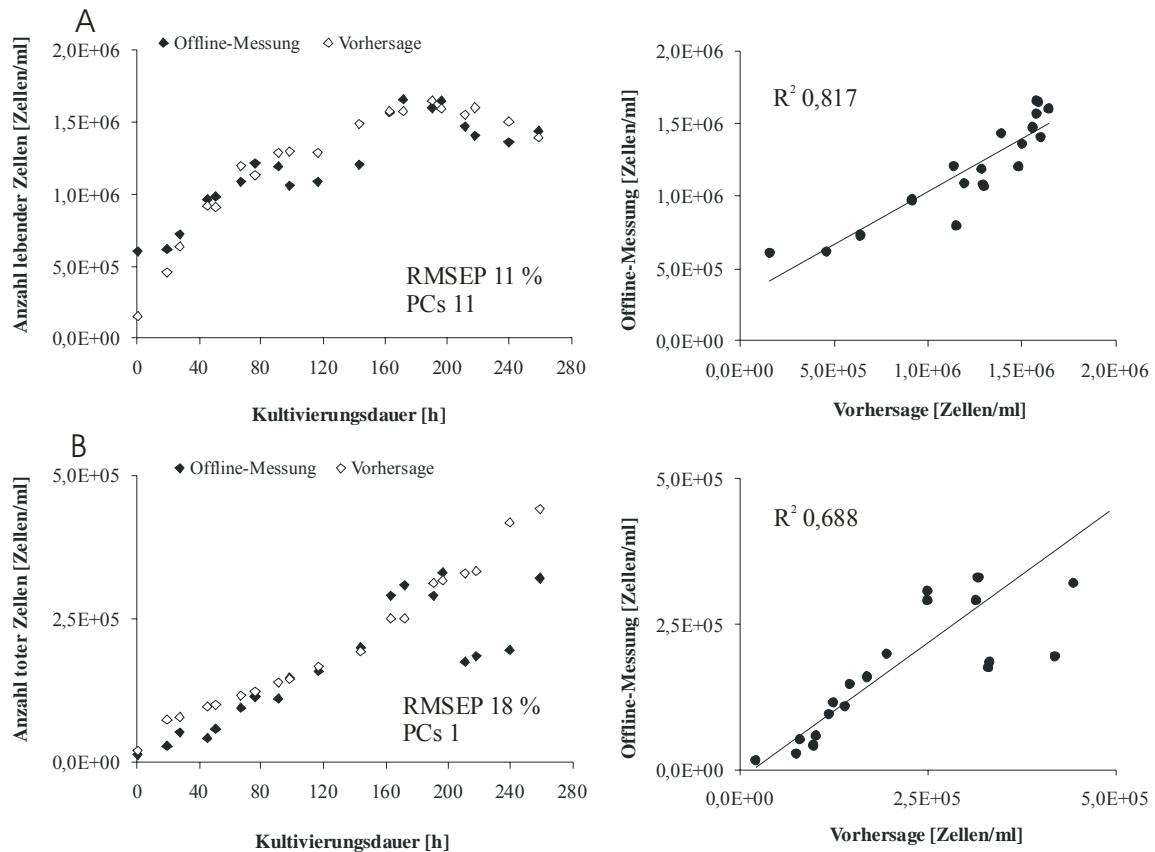 A
Offline-Messung
Vorhersage
Anzahl lebender Zellen [Zellen/ml]
2,0E+06
1,5E+06
1,0E+06
5,0E+05
0,0E+00
RMSEP 11 %
PCs 11
0 40 80 120 160 200 240 280
Kultivierungsdauer [h]
Offline-Messung [Zellen/ml]
2,0E+06
1,5E+06
1,0E+06
5,0E+05
0,0E+00
R² 0,817
0,0E+00 5,0E+05 1,0E+06 1,5E+06 2,0E+06
Vorhersage [Zellen/ml]
B
Offline-Messung
Vorhersage
Anzahl toter Zellen [Zellen/ml]
5,0E+05
2,5E+05
0,0E+00
RMSEP 18 %
PCs 1
0 40 80 120 160 200 240 280
Kultivierungsdauer [h]
Offline-Messung [Zellen/ml]
5,0E+05
2,5E+05
0,0E+00
R² 0,688
0,0E+00 2,5E+05 5,0E+05
Vorhersage [Zellen/ml]